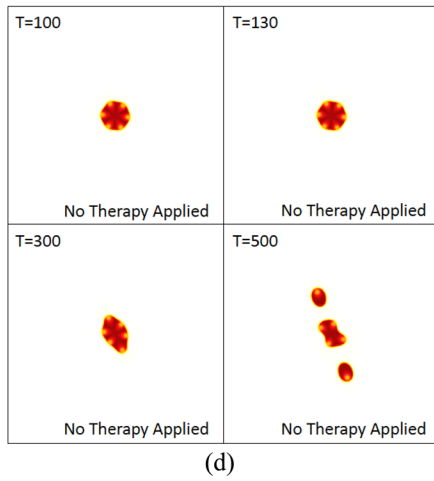 T=100
No Therapy Applied
T=130
No Therapy Applied
T=300
No Therapy Applied
T=500
No Therapy Applied
(d)